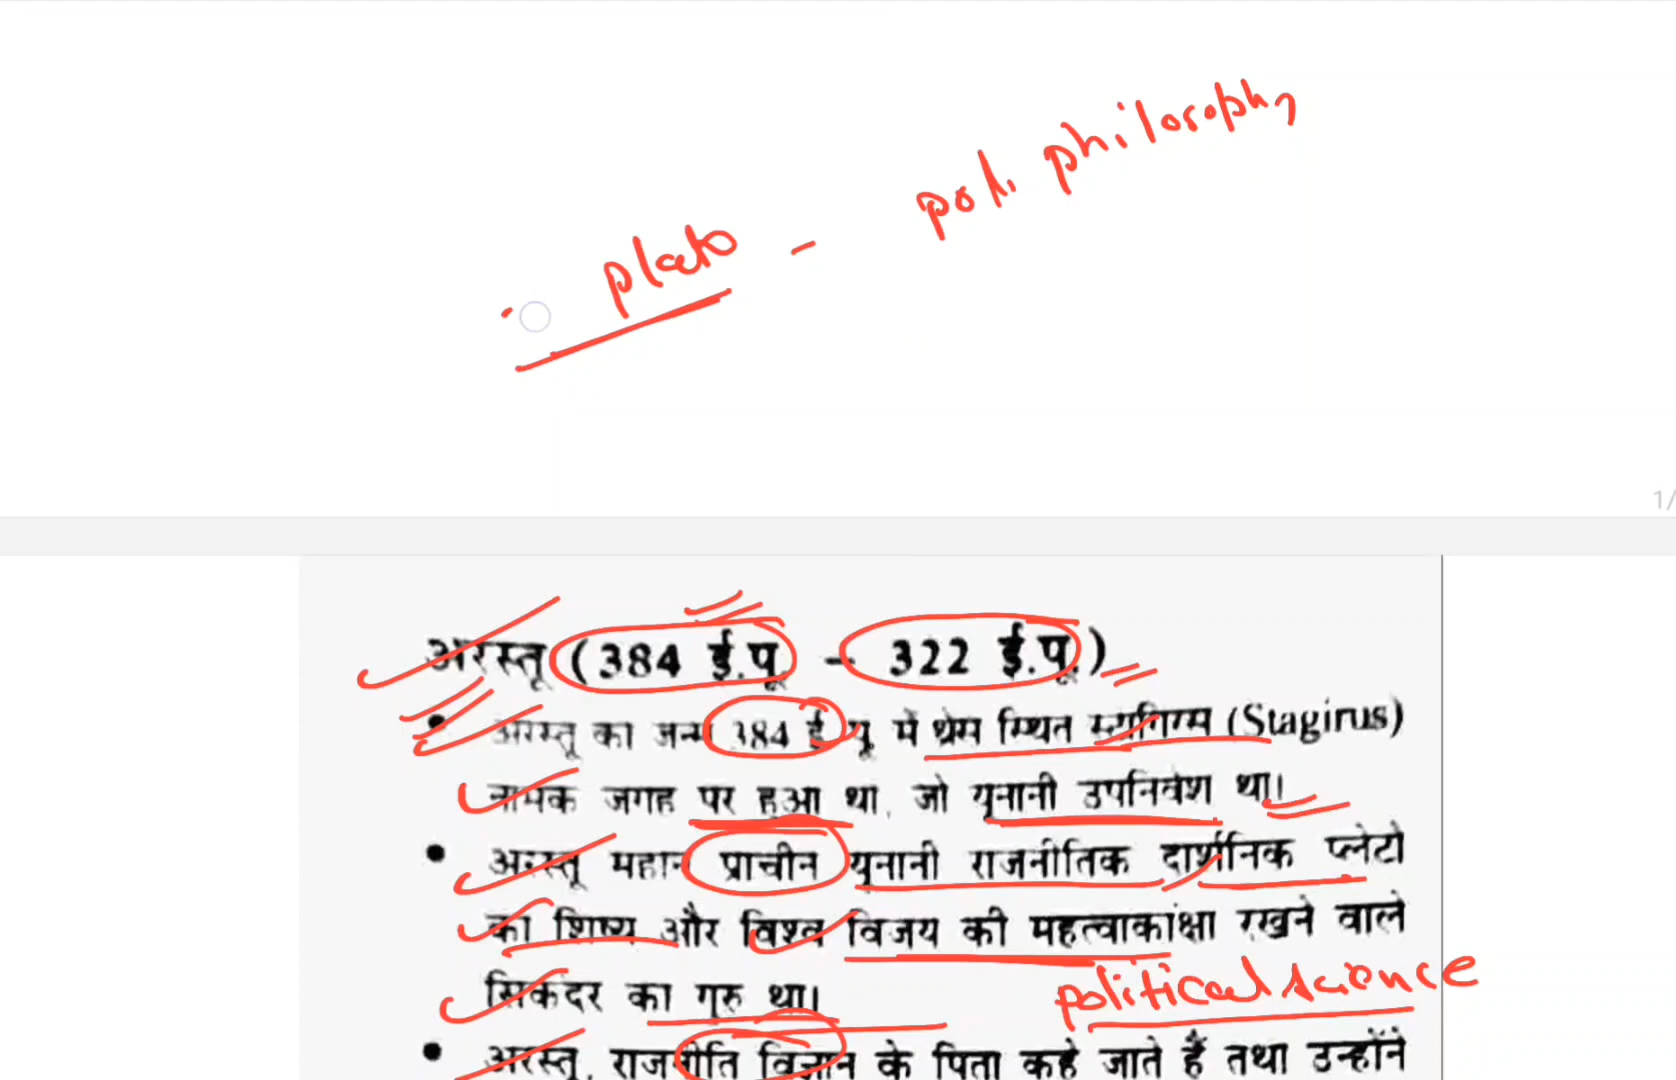 plato - pol. philosophy
1/
अरस्तू (384 ई.पू. - 322 ई.पू.)
• अरस्तू का जन्म 384 ई.पू. में थ्रेस स्थित स्टागिरस (Stagirus)
नामक जगह पर हुआ था, जो यूनानी उपनिवेश था।
• अरस्तू महान प्राचीन यूनानी राजनीतिक दार्शनिक प्लेटो
का शिष्य और विश्व विजय की महत्वाकांक्षा रखने वाले
सिकंदर का गुरु था।
political science
• अरस्तू, राजनीति विज्ञान के पिता कहे जाते हैं तथा उन्होंने